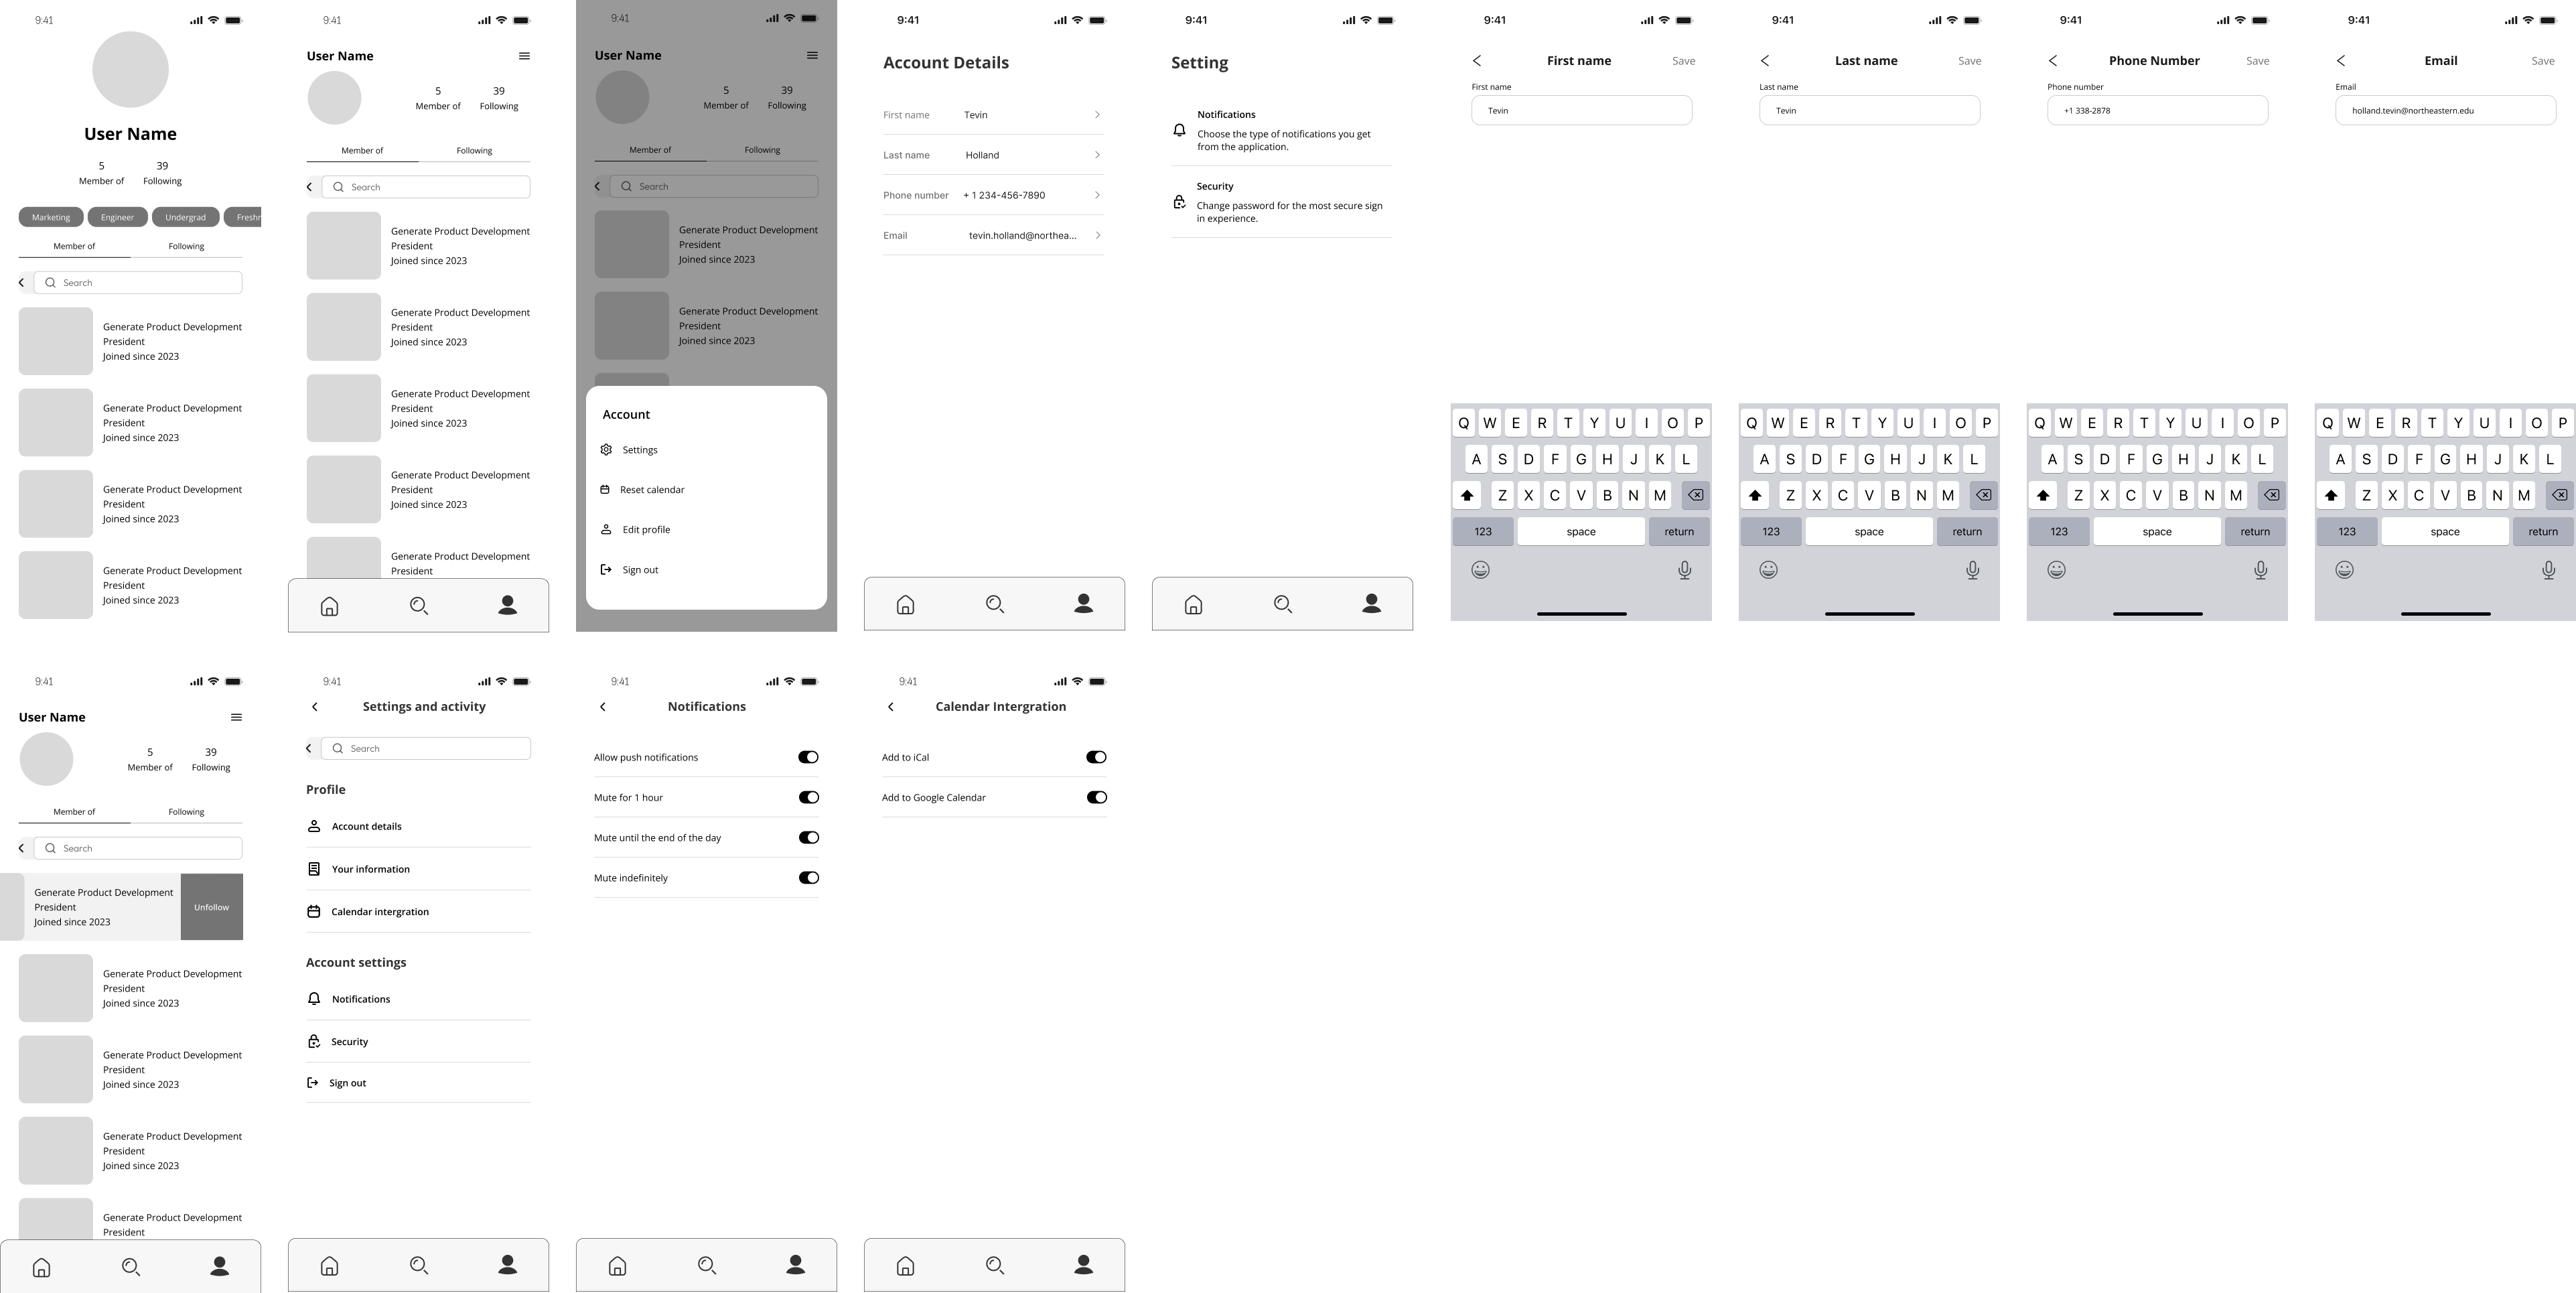 9:41
User Name
5 39
Member of Following
Marketing Engineer Undergrad Freshr
Member of Following
Search
Generate Product Development
President
Joined since 2023
Generate Product Development
President
Joined since 2023
Generate Product Development
President
Joined since 2023
Generate Product Development
President
Joined since 2023
9:41
User Name
5 39
Member of Following
Member of Following
Search
Generate Product Development
President
Joined since 2023
Generate Product Development
President
Joined since 2023
Generate Product Development
President
Joined since 2023
Generate Product Development
President
Joined since 2023
Generate Product Development
President
9:41
User Name
5 39
Member of Following
Member of Following
Search
Generate Product Development
President
Joined since 2023
Generate Product Development
President
Joined since 2023
Account
Settings
Reset calendar
Edit profile
Sign out
9:41
Account Details
First name Tevin
Last name Holland
Phone number + 1 234-456-7890
Email tevin.holland@northea...
9:41
Setting
Notifications
Choose the type of notifications you get
from the application.
Security
Change password for the most secure sign
in experience.
9:41
First name Save
First name
Tevin
Q W E R T Y U I O P
A S D F G H J K L
Z X C V B N M
123 space return
9:41
Last name Save
Last name
Tevin
Q W E R T Y U I O P
A S D F G H J K L
Z X C V B N M
123 space return
9:41
Phone Number Save
Phone number
+1 338-2878
Q W E R T Y U I O P
A S D F G H J K L
Z X C V B N M
123 space return
9:41
Email Save
Email
holland.tevin@northeastern.edu
Q W E R T Y U I O P
A S D F G H J K L
Z X C V B N M
123 space return
9:41
User Name
5 39
Member of Following
Member of Following
Search
Generate Product Development
President
Joined since 2023
Unfollow
Generate Product Development
President
Joined since 2023
Generate Product Development
President
Joined since 2023
Generate Product Development
President
Joined since 2023
Generate Product Development
President
9:41
Settings and activity
Search
Profile
Account details
Your information
Calendar intergration
Account settings
Notifications
Security
Sign out
9:41
Notifications
Allow push notifications
Mute for 1 hour
Mute until the end of the day
Mute indefinitely
9:41
Calendar Intergration
Add to iCal
Add to Google Calendar